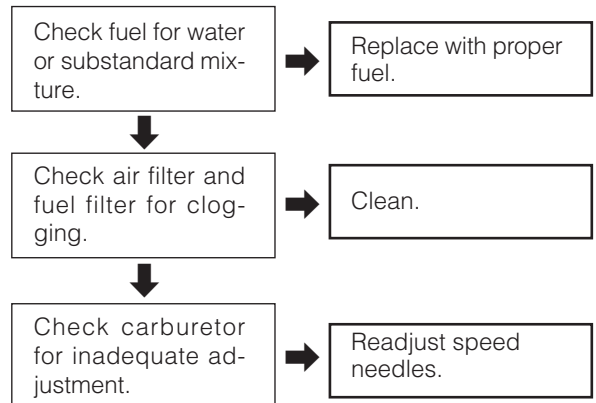 Check fuel for water
or substandard mix-
ture.
Replace with proper
fuel.
Check air filter and
fuel filter for clog-
ging.
Clean.
Check carburetor
for inadequate ad-
justment.
Readjust speed
needles.